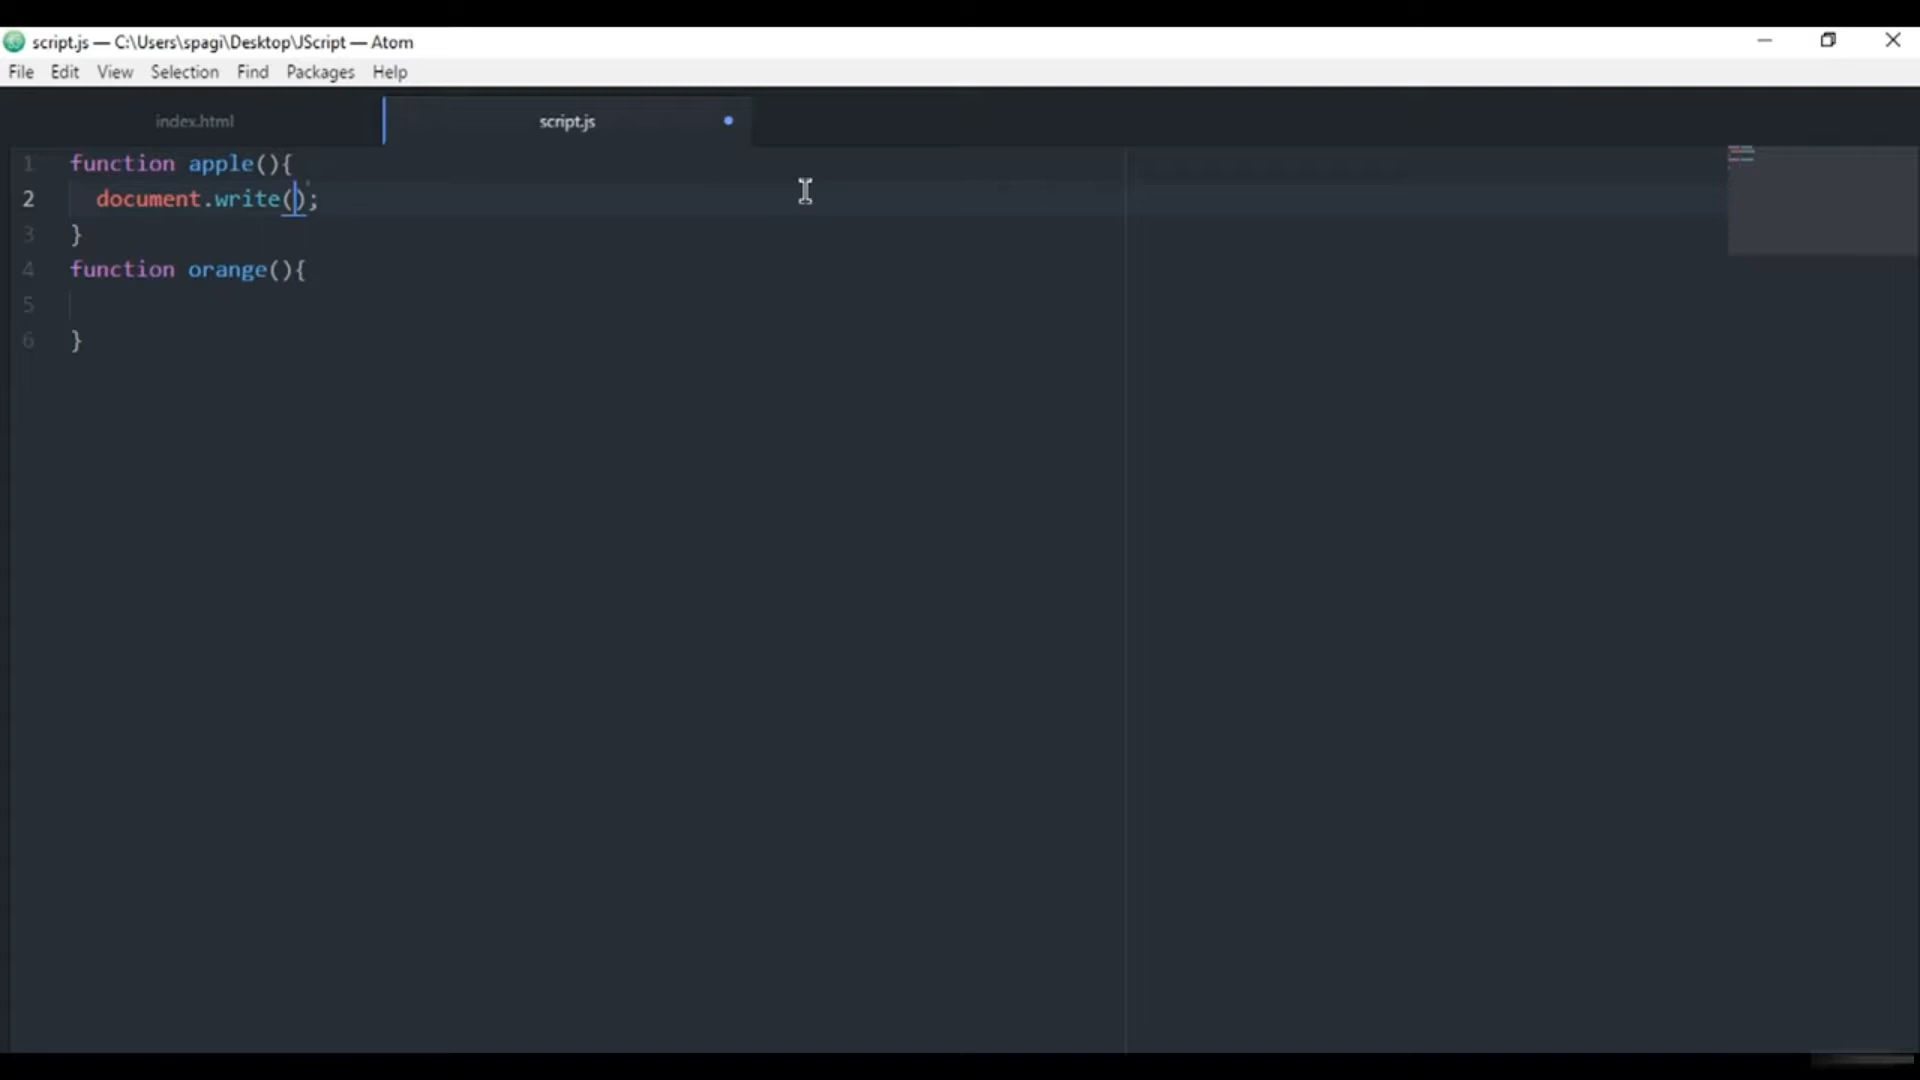 script.js — C:\Users\spagi\Desktop\JScript — Atom
File Edit View Selection Find Packages Help
index.html script.js
1 function apple(){
2 document.write();
3 }
4 function orange(){
5
6 }